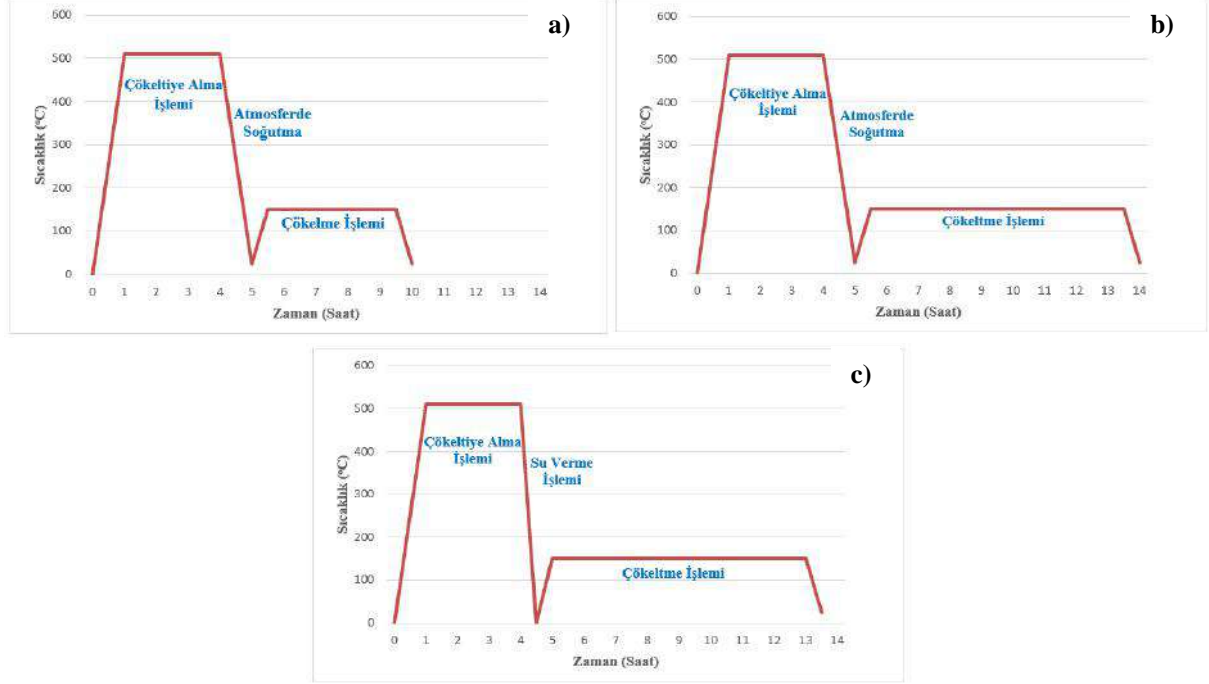 a)
600
500
400
300
200
100
0
Sıcaklık (°C)
Çökeltiye Alma
İşlemi
Atmosferde
Soğutma
Çökelme İşlemi
0 1 2 3 4 5 6 7 8 9 10 11 12 13 14
Zaman (Saat)
b)
600
500
400
300
200
100
0
Sıcaklık (°C)
Çökeltiye Alma
İşlemi
Atmosferde
Soğutma
Çökeltme İşlemi
0 1 2 3 4 5 6 7 8 9 10 11 12 13 14
Zaman (Saat)
c)
600
500
400
300
200
100
0
Sıcaklık (°C)
Çökeltiye Alma
İşlemi
Su Verme
İşlemi
Çökeltme İşlemi
0 1 2 3 4 5 6 7 8 9 10 11 12 13 14
Zaman (Saat)